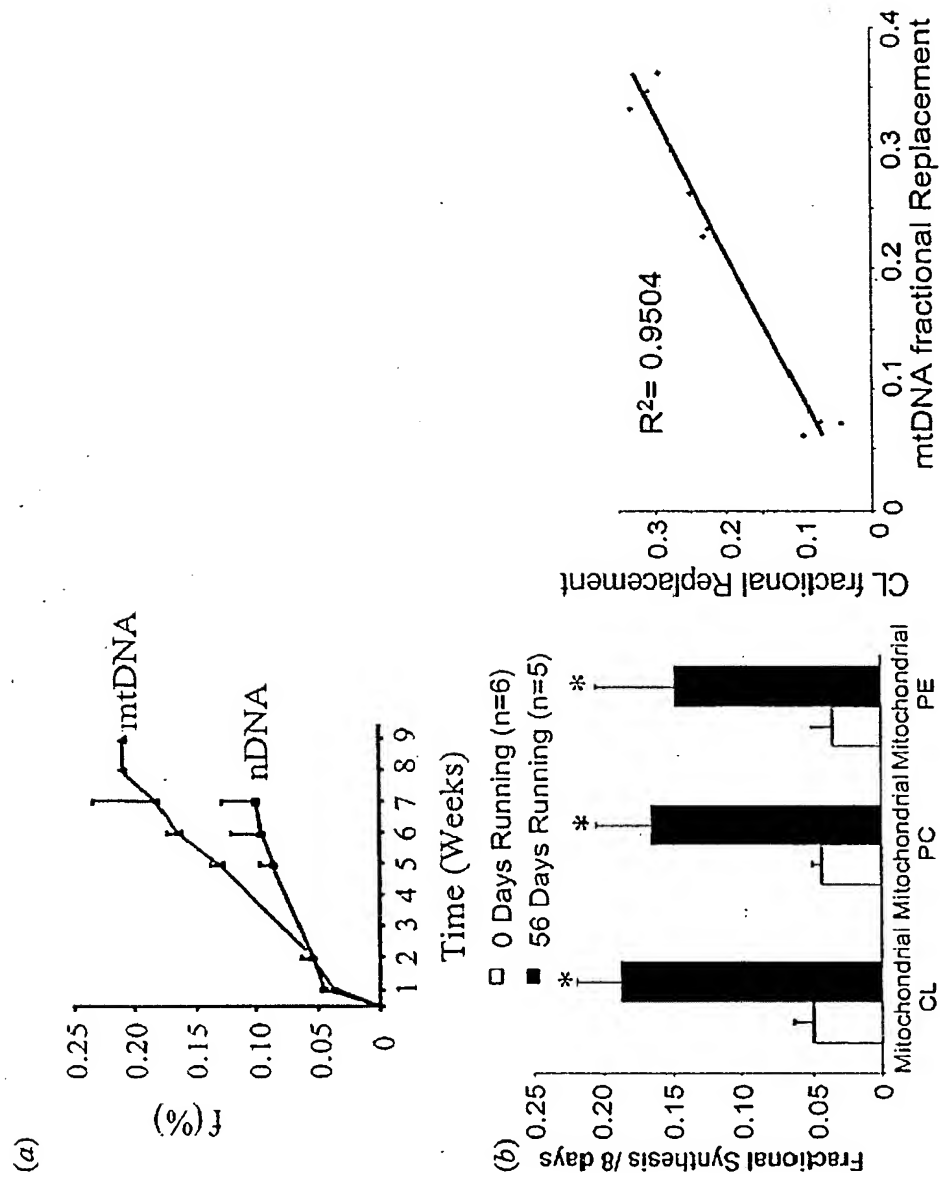 (a)
f (%)
0.25
0.20
0.15
0.10
0.05
0
mtDNA
nDNA
1 2 3 4 5 6 7 8 9
Time (Weeks)
(b)
Fractional Synthesis /8 days
0.25
0.20
0.15
0.10
0.05
0
□ 0 Days Running (n=6)
■ 56 Days Running (n=5)
*
*
*
Mitochondrial Mitochondrial Mitochondrial
CL PC PE
CL fractional Replacement
0.3
0.2
0.1
0
R²= 0.9504
0 0.1 0.2 0.3 0.4
mtDNA fractional Replacement